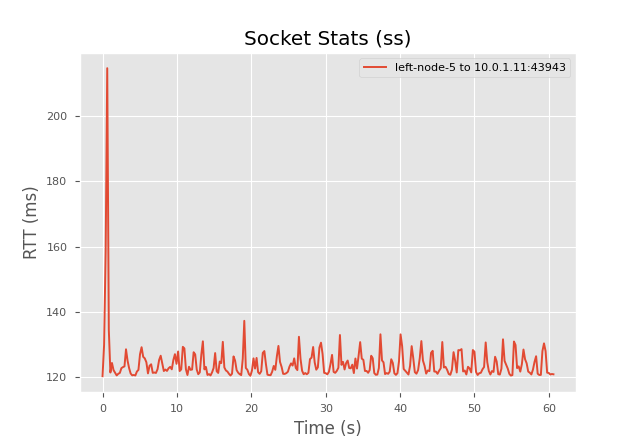 Socket Stats (ss)
left-node-5 to 10.0.1.11:43943
RTT (ms)
200
180
160
140
120
0 10 20 30 40 50 60
Time (s)